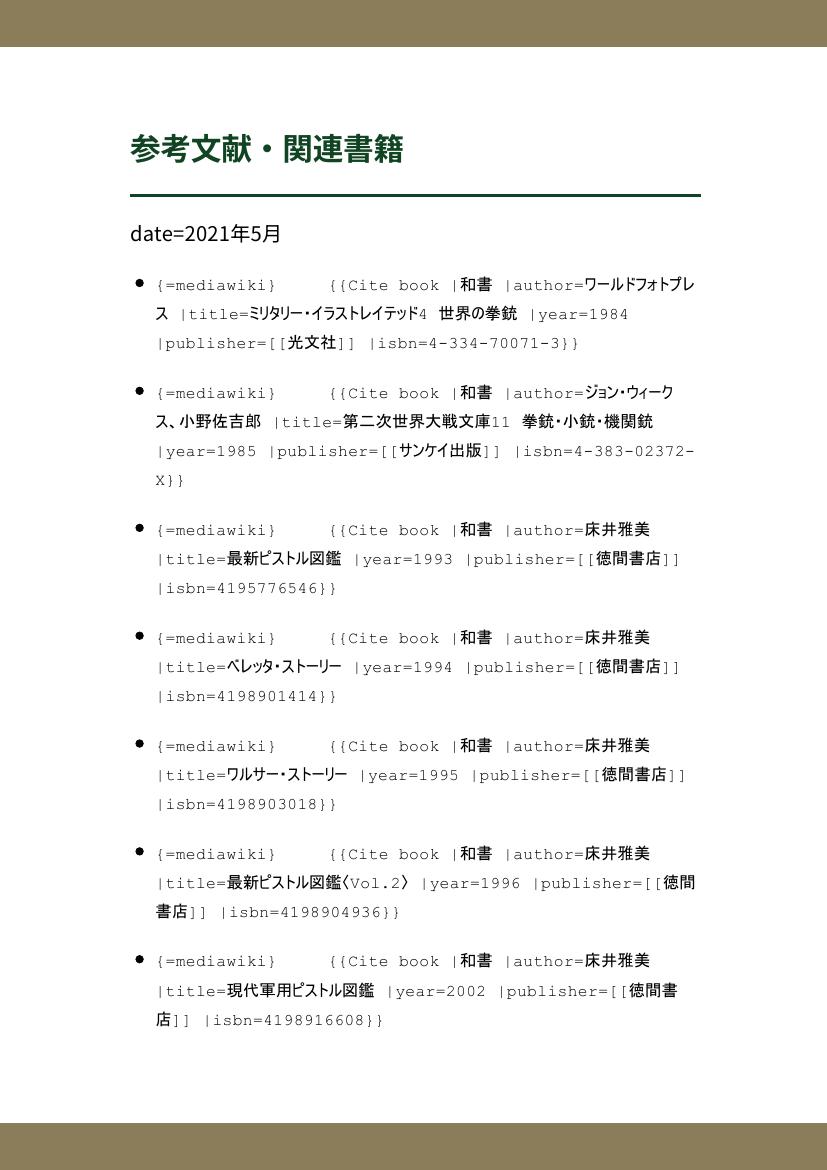 参考文献・関連書籍
date=2021年5月
• {=mediawiki} {{Cite book |和書 |author=ワールドフォトプレ
ス |title=ミリタリー・イラストレイテッド4 世界の拳銃 |year=1984
|publisher=[[光文社]] |isbn=4-334-70071-3}}
• {=mediawiki} {{Cite book |和書 |author=ジョン・ウィーク
ス、小野佐吉郎 |title=第二次世界大戦文庫11 拳銃・小銃・機関銃
|year=1985 |publisher=[[サンケイ出版]] |isbn=4-383-02372-
X}}
• {=mediawiki} {{Cite book |和書 |author=床井雅美
|title=最新ピストル図鑑 |year=1993 |publisher=[[徳間書店]]
|isbn=4195776546}}
• {=mediawiki} {{Cite book |和書 |author=床井雅美
|title=ベレッタ・ストーリー |year=1994 |publisher=[[徳間書店]]
|isbn=4198901414}}
• {=mediawiki} {{Cite book |和書 |author=床井雅美
|title=ワルサー・ストーリー |year=1995 |publisher=[[徳間書店]]
|isbn=4198903018}}
• {=mediawiki} {{Cite book |和書 |author=床井雅美
|title=最新ピストル図鑑〈Vol.2〉 |year=1996 |publisher=[[徳間
書店]] |isbn=4198904936}}
• {=mediawiki} {{Cite book |和書 |author=床井雅美
|title=現代軍用ピストル図鑑 |year=2002 |publisher=[[徳間書
店]] |isbn=4198916608}}